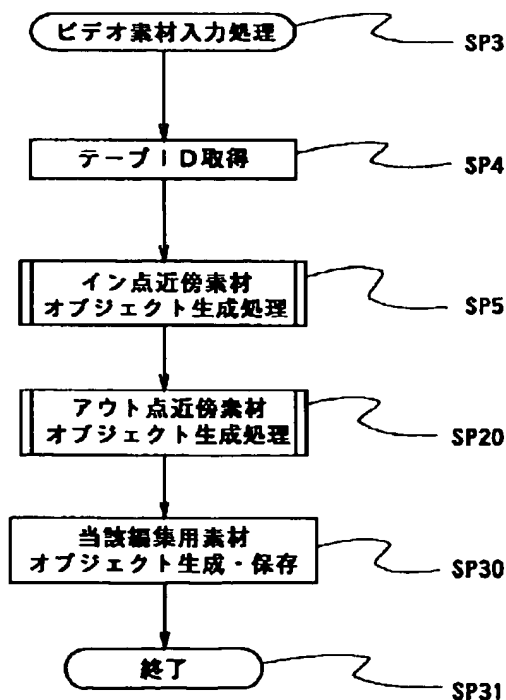 ビデオ素材入力処理
SP3
テープID取得
SP4
イン点近傍素材
オブジェクト生成処理
SP5
アウト点近傍素材
オブジェクト生成処理
SP20
当該編集用素材
オブジェクト生成・保存
SP30
終了
SP31